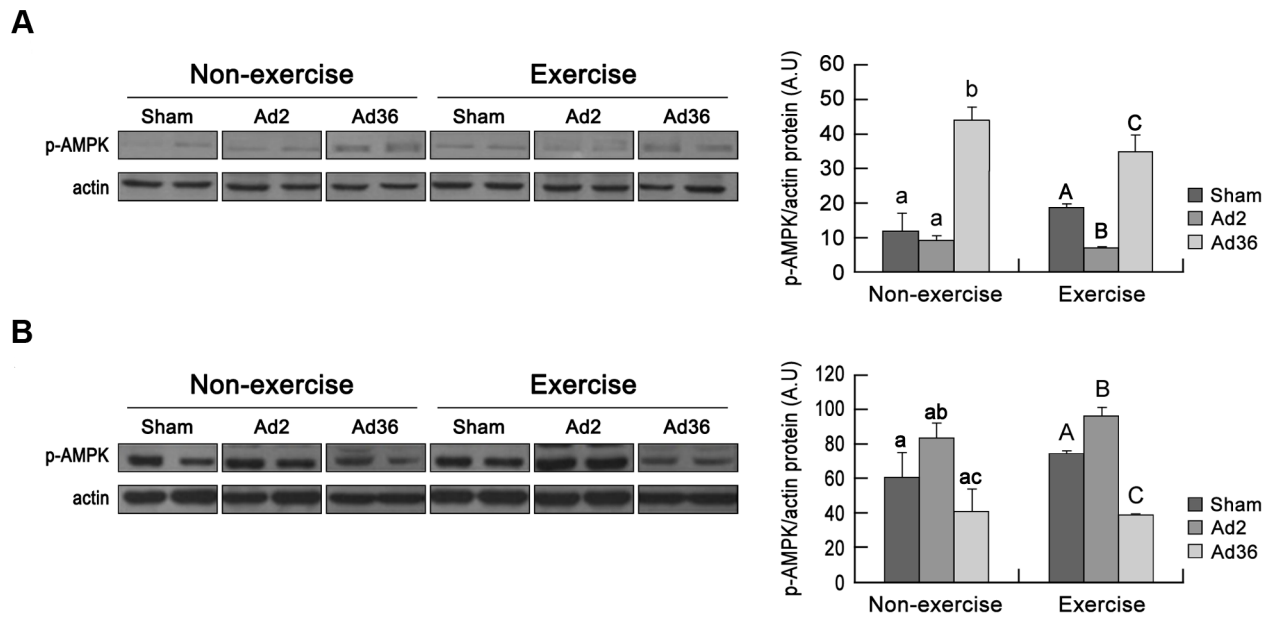 A
Non-exercise Exercise
Sham Ad2 Ad36 Sham Ad2 Ad36
p-AMPK
actin
p-AMPK/actin protein (A.U)
60
50
40
30
20
10
0
a a b
A B C
Non-exercise Exercise
Sham
Ad2
Ad36
B
Non-exercise Exercise
Sham Ad2 Ad36 Sham Ad2 Ad36
p-AMPK
actin
p-AMPK/actin protein (A.U)
120
100
80
60
40
20
0
a ab ac
A B C
Non-exercise Exercise
Sham
Ad2
Ad36